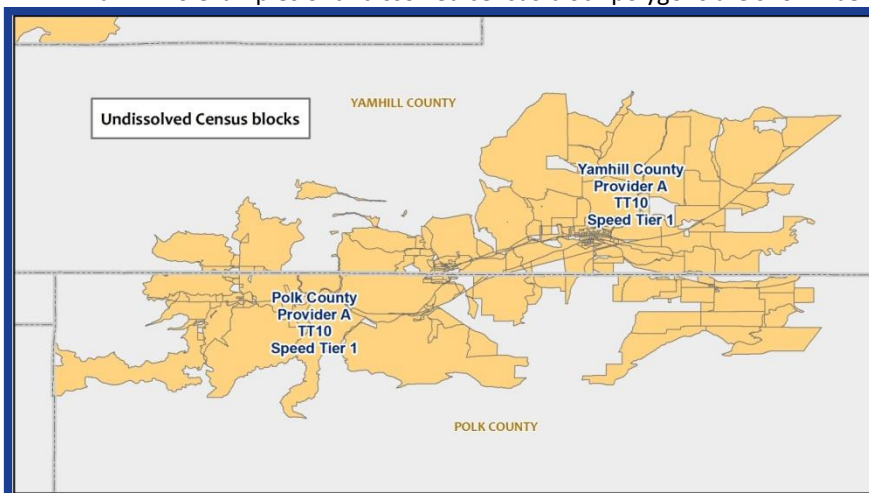 YAMHILL COUNTY
Undissolved Census blocks
Yamhill County
Provider A
TT10
Speed Tier 1
Polk County
Provider A
TT10
Speed Tier 1
POLK COUNTY